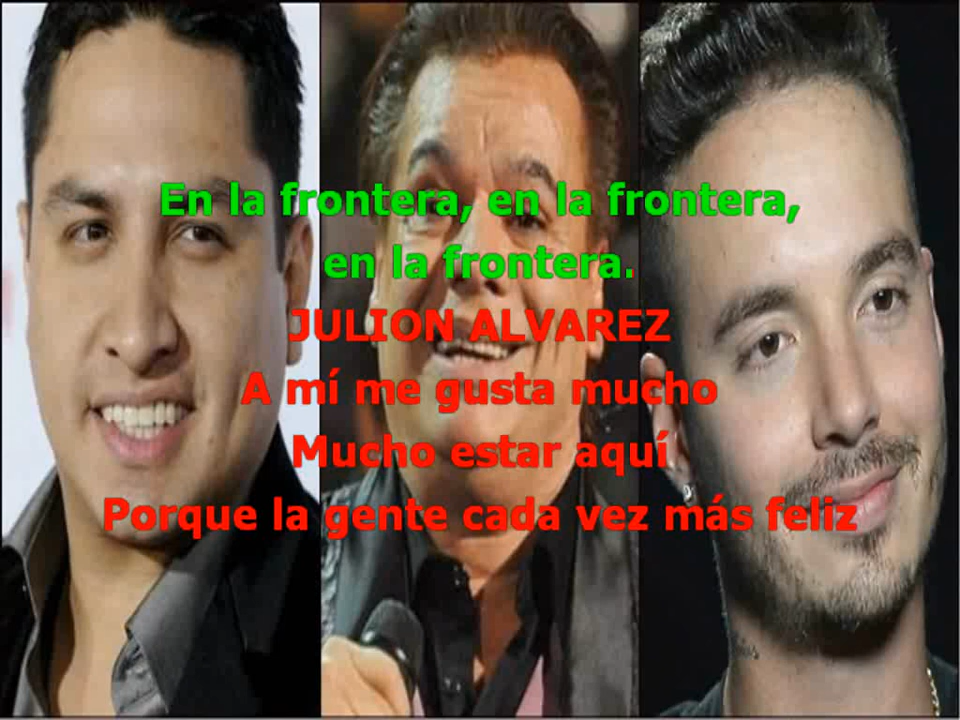 En la frontera, en la frontera,
en la frontera.
JULION ALVAREZ
A mí me gusta mucho
Mucho estar aquí
Porque la gente cada vez más feliz